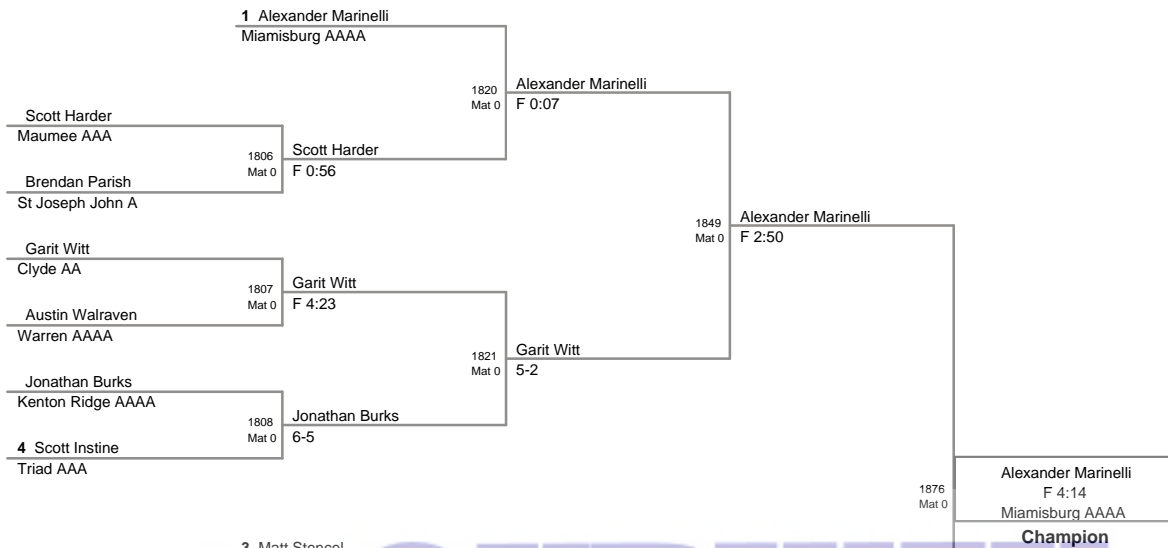 1 Alexander Marinelli
Miamisburg AAAA
1820
Mat 0
Alexander Marinelli
F 0:07
Scott Harder
Maumee AAA
1806
Mat 0
Scott Harder
F 0:56
Brendan Parish
St Joseph John A
1849
Mat 0
Alexander Marinelli
F 2:50
Garit Witt
Clyde AA
1807
Mat 0
Garit Witt
F 4:23
Austin Walraven
Warren AAAA
1821
Mat 0
Garit Witt
5-2
Jonathan Burks
Kenton Ridge AAAA
1808
Mat 0
Jonathan Burks
6-5
4 Scott Instine
Triad AAA
1876
Mat 0
Alexander Marinelli
F 4:14
Miamisburg AAAA
Champion
3 Matt Stencel